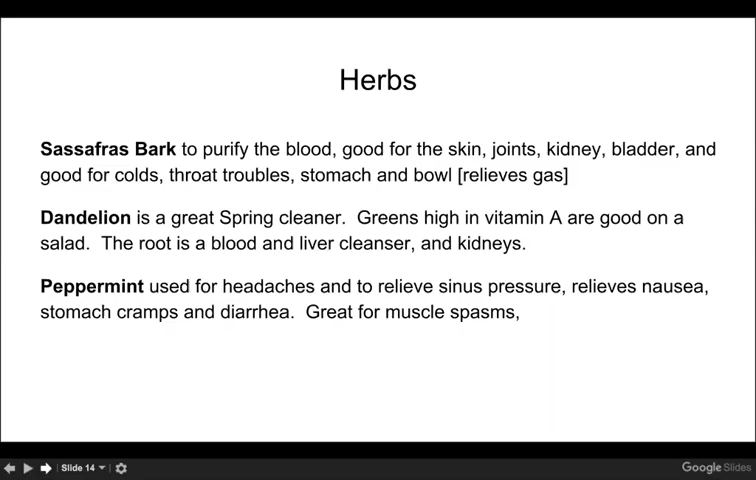 Herbs
Sassafras Bark to purify the blood, good for the skin, joints, kidney, bladder, and
good for colds, throat troubles, stomach and bowl [relieves gas]
Dandelion is a great Spring cleaner.  Greens high in vitamin A are good on a
salad.  The root is a blood and liver cleanser, and kidneys.
Peppermint used for headaches and to relieve sinus pressure, relieves nausea,
stomach cramps and diarrhea.  Great for muscle spasms,
Slide 14
Google Slides